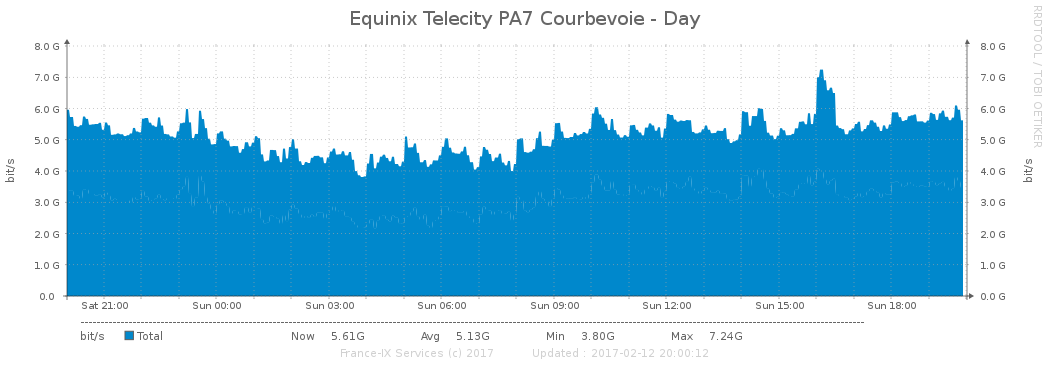 Equinix Telecity PA7 Courbevoie - Day
RRDTOOL / TOBI OETIKER
8.0 G 8.0 G
7.0 G 7.0 G
6.0 G 6.0 G
5.0 G 5.0 G
4.0 G 4.0 G
3.0 G 3.0 G
2.0 G 2.0 G
1.0 G 1.0 G
0.0 0.0 G
bit/s
bit/s
Sat 21:00 Sun 00:00 Sun 03:00 Sun 06:00 Sun 09:00 Sun 12:00 Sun 15:00 Sun 18:00
bit/s Total Now 5.61G Avg 5.13G Min 3.80G Max 7.24G
France-IX Services (c) 2017 Updated : 2017-02-12 20:00:12